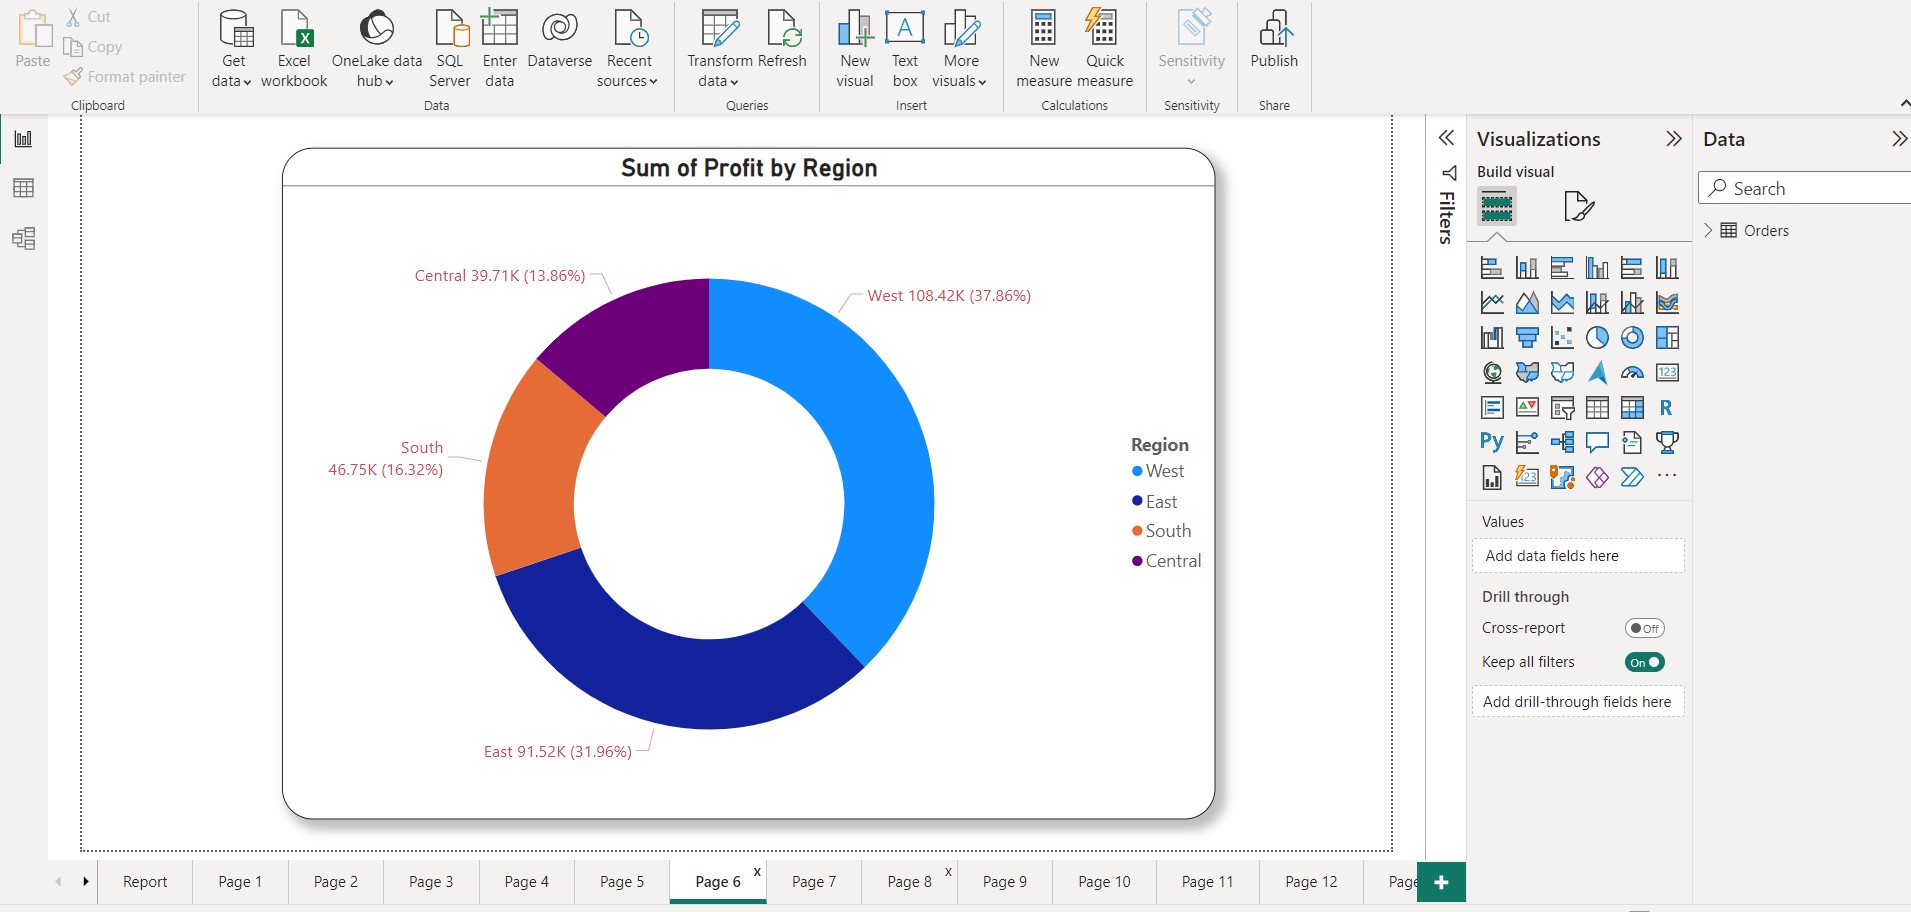 Paste
Cut
Copy
Format painter
Clipboard
Get data
Excel workbook
OneLake data hub
SQL Server
Enter data
Dataverse
Recent sources
Data
Transform data
Refresh
Queries
New visual
Text box
More visuals
Insert
New measure
Quick measure
Calculations
Sensitivity
Sensitivity
Publish
Share
Sum of Profit by Region
Central 39.71K (13.86%)
West 108.42K (37.86%)
South
46.75K (16.32%)
East 91.52K (31.96%)
Region
West
East
South
Central
Filters
Visualizations
Build visual
123
R
Py
123
Values
Add data fields here
Drill through
Cross-report
Off
Keep all filters
On
Add drill-through fields here
Data
Search
Orders
Report
Page 1
Page 2
Page 3
Page 4
Page 5
Page 6
x
Page 7
Page 8
x
Page 9
Page 10
Page 11
Page 12
Page